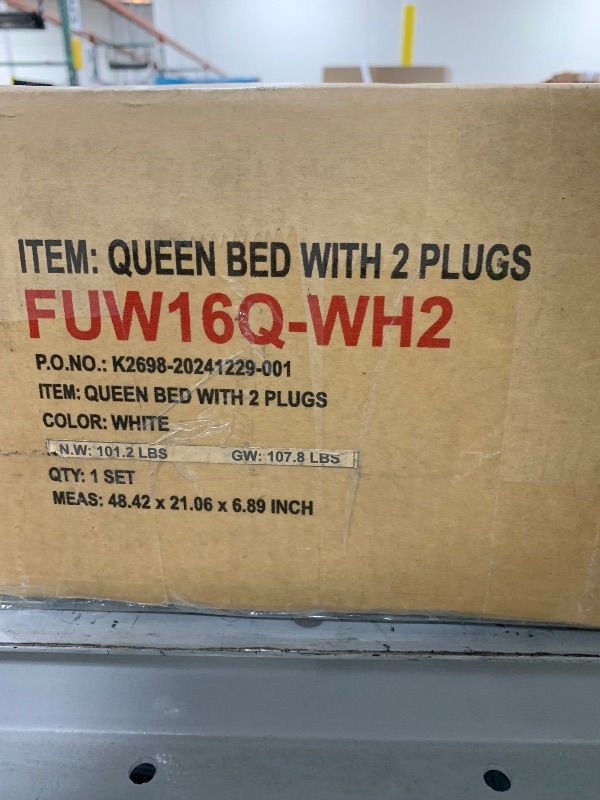 ITEM: QUEEN BED WITH 2 PLUGS
FUW16Q-WH2
P.O.NO.: K2698-20241229-001
ITEM: QUEEN BED WITH 2 PLUGS
COLOR: WHITE
N.W: 101.2 LBS GW: 107.8 LBS
QTY: 1 SET
MEAS: 48.42 x 21.06 x 6.89 INCH